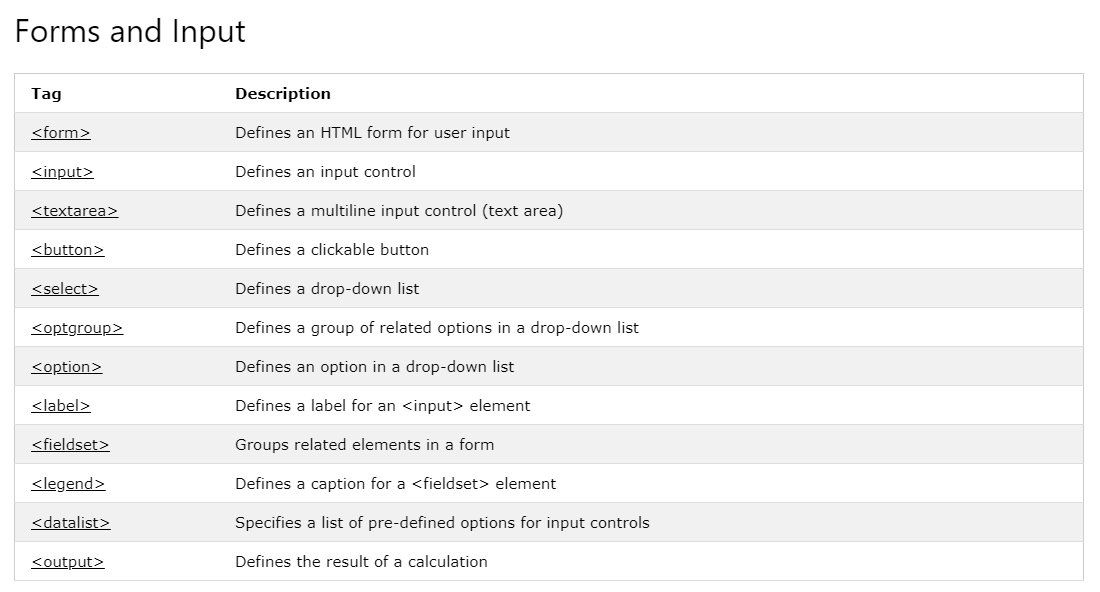 Forms and Input
Tag Description
<form> Defines an HTML form for user input
<input> Defines an input control
<textarea> Defines a multiline input control (text area)
<button> Defines a clickable button
<select> Defines a drop-down list
<optgroup> Defines a group of related options in a drop-down list
<option> Defines an option in a drop-down list
<label> Defines a label for an <input> element
<fieldset> Groups related elements in a form
<legend> Defines a caption for a <fieldset> element
<datalist> Specifies a list of pre-defined options for input controls
<output> Defines the result of a calculation